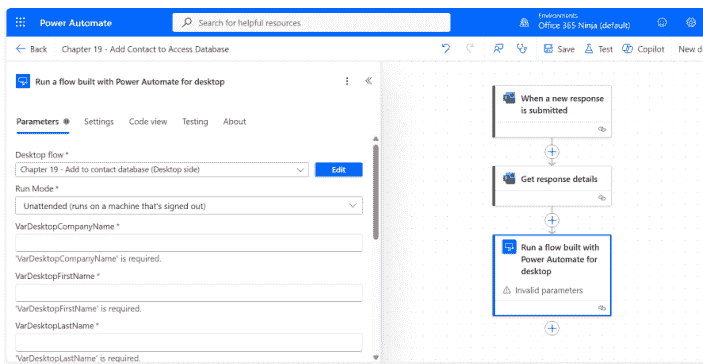 Power Automate
Search for helpful resources
Environments
Office 365 Ninja (default)
Back
Chapter 19 - Add Contact to Access Database
Save
Test
Copilot
New d
Run a flow built with Power Automate for desktop
Parameters
Settings
Code view
Testing
About
Desktop flow *
Chapter 19 - Add to contact database (Desktop side)
Edit
Run Mode *
Unattended (runs on a machine that's signed out)
VarDesktopCompanyName *
'VarDesktopCompanyName' is required.
VarDesktopFirstName *
'VarDesktopFirstName' is required.
VarDesktopLastName *
'VarDesktopLastName' is required.
When a new response
is submitted
Get response details
Run a flow built with
Power Automate for
desktop
Invalid parameters